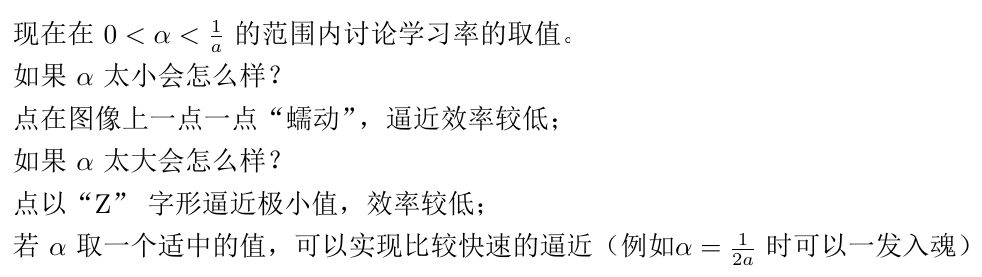 现在在 0 < α < 1/a 的范围内讨论学习率的取值。
如果 α 太小会怎么样？
点在图像上一点一点“蠕动”，逼近效率较低；
如果 α 太大会怎么样？
点以“Z” 字形逼近极小值，效率较低；
若 α 取一个适中的值，可以实现比较快速的逼近（例如α = 1/2a 时可以一发入魂）